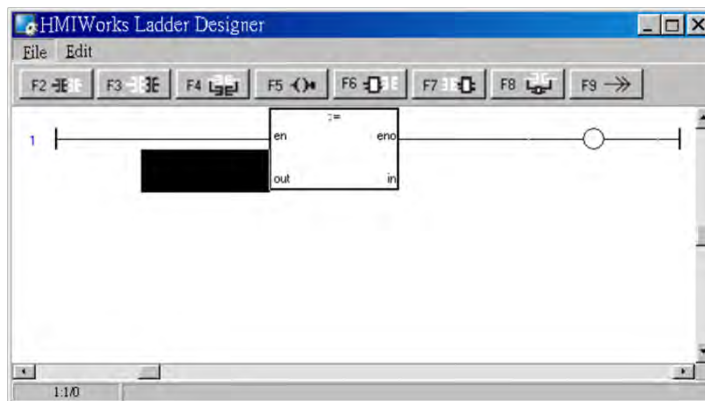 HMIWorks Ladder Designer
File Edit
F2 F3 F4 F5 F6 F7 F8 F9
:=
1 en eno
out in
1:1/0